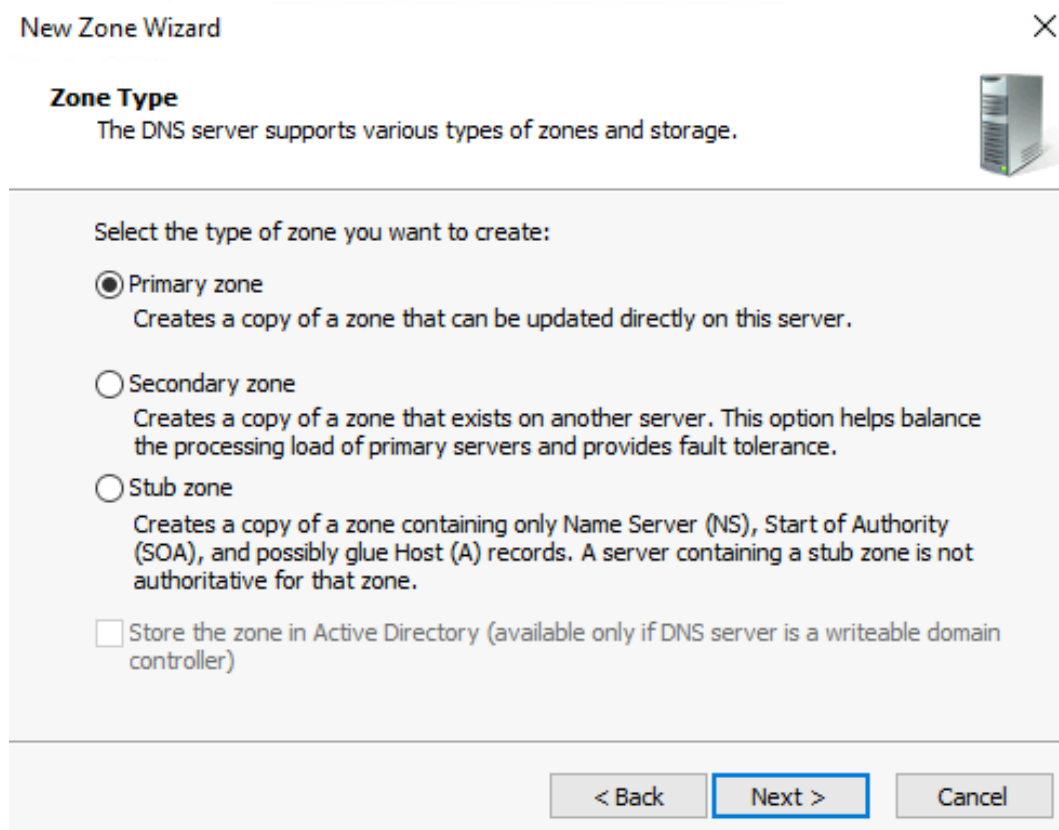 New Zone Wizard
Zone Type
The DNS server supports various types of zones and storage.
Select the type of zone you want to create:
Primary zone
Creates a copy of a zone that can be updated directly on this server.
Secondary zone
Creates a copy of a zone that exists on another server. This option helps balance
the processing load of primary servers and provides fault tolerance.
Stub zone
Creates a copy of a zone containing only Name Server (NS), Start of Authority
(SOA), and possibly glue Host (A) records. A server containing a stub zone is not
authoritative for that zone.
Store the zone in Active Directory (available only if DNS server is a writeable domain
controller)
< Back Next > Cancel